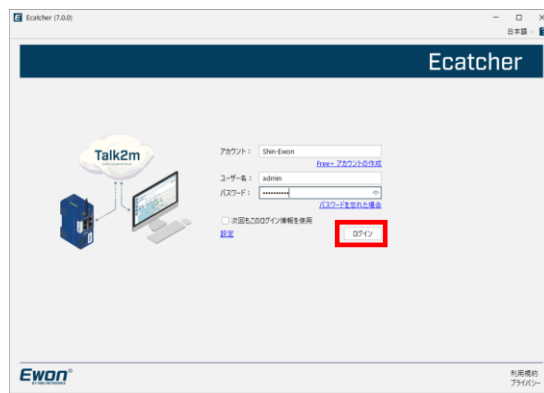 Ecatcher (7.0.0)
日本語
Ecatcher
Talk2m
アカウント： Shin-Ewon
Free+ アカウントの作成
ユーザー名： admin
パスワード： ••••••••••
パスワードを忘れた場合
次回もこのログイン情報を使用
設定
ログイン
Ewon®
BY HMS NETWORKS
利用規約
プライバシー